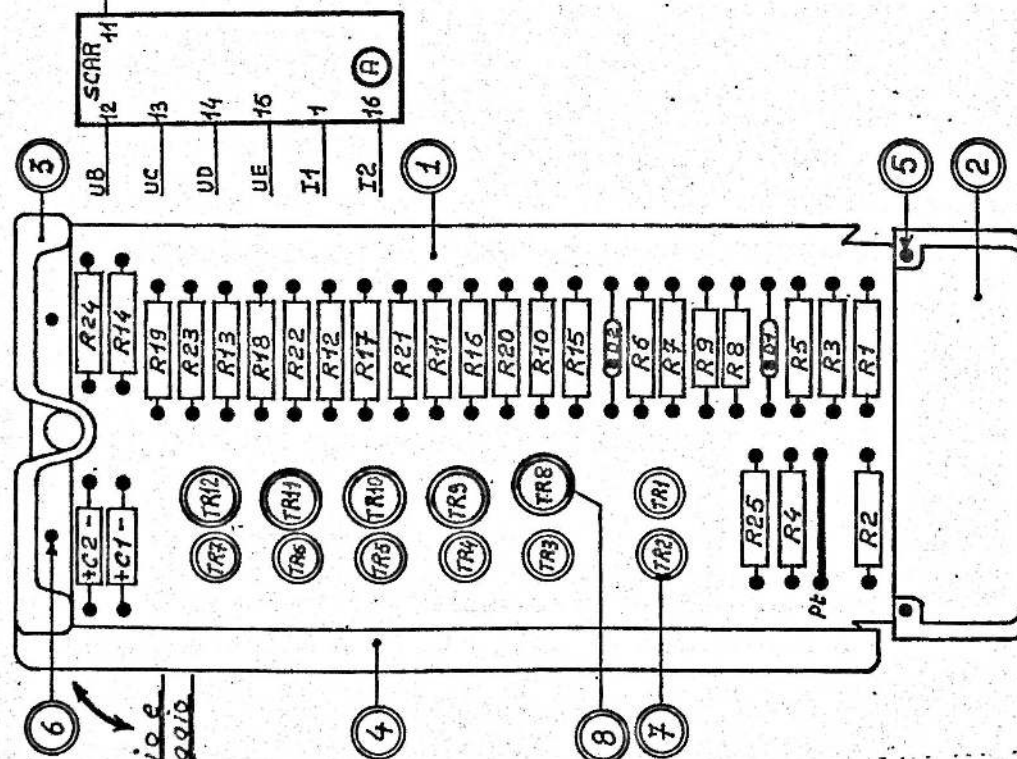 SCAR
11
12
13
14
15
1
16
A
UB
UC
UD
UE
I1
I2
3
1
5
2
R24
R14
R19
R23
R13
R18
R22
R12
R17
R21
R11
R16
R20
R10
R15
D2
R6
R7
R9
R8
D1
R5
R3
R1
+C2-
+C1-
TR12
TR11
TR10
TR9
TR8
TR1
TR7
TR6
TR5
TR4
TR3
TR2
R25
R4
Pt
R2
6
4
8
7